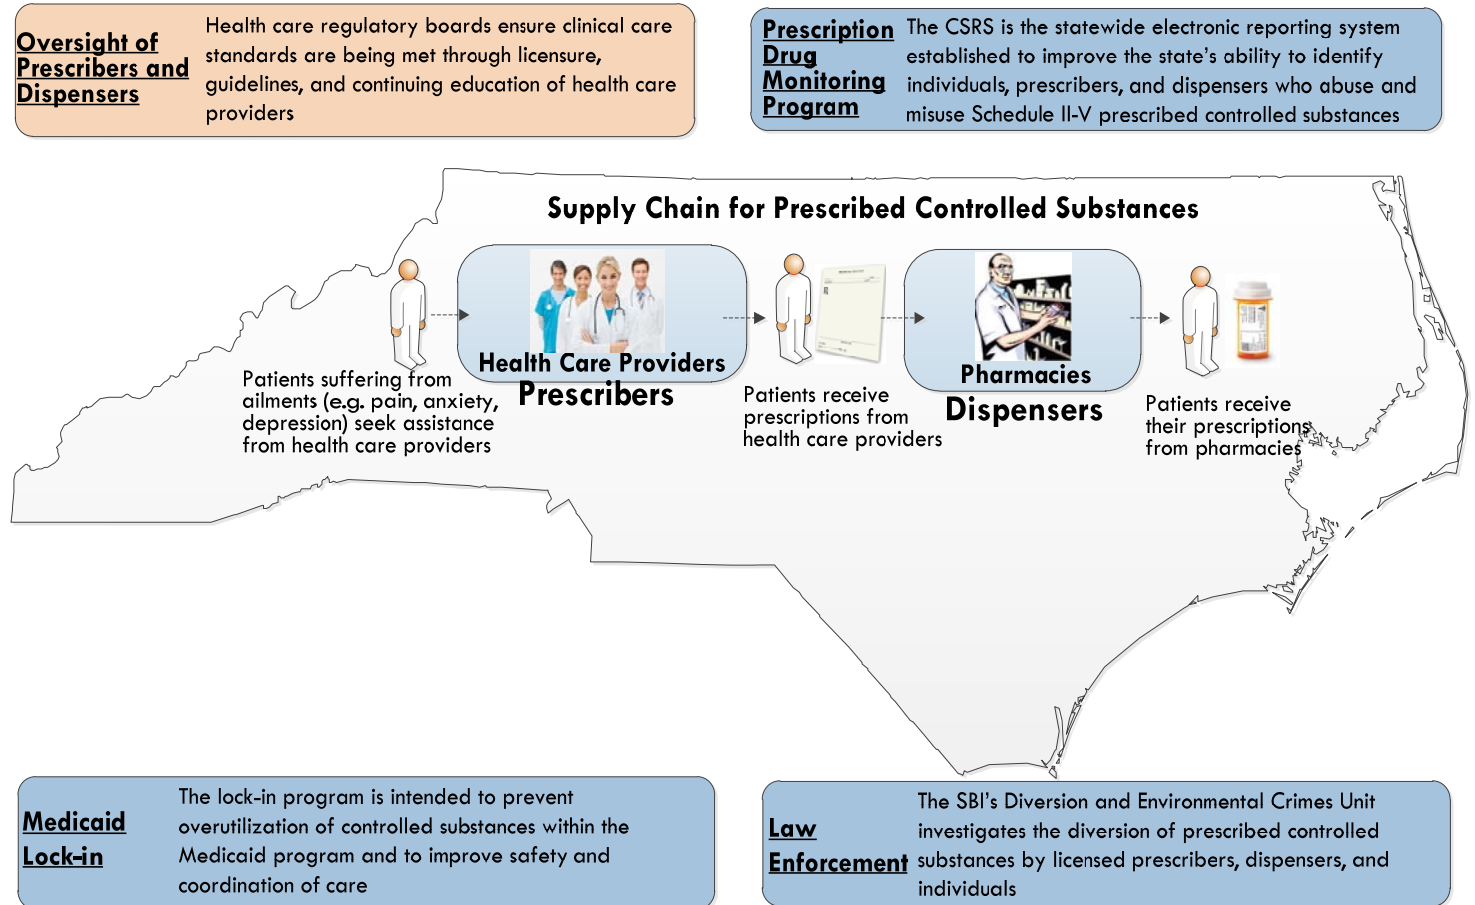 Oversight of
Prescribers and
Dispensers
Health care regulatory boards ensure clinical care
standards are being met through licensure,
guidelines, and continuing education of health care
providers
Prescription
Drug
Monitoring
Program
The CSRS is the statewide electronic reporting system
established to improve the state's ability to identify
individuals, prescribers, and dispensers who abuse and
misuse Schedule II-V prescribed controlled substances
Supply Chain for Prescribed Controlled Substances
Patients suffering from
ailments (e.g. pain, anxiety,
depression) seek assistance
from health care providers
Health Care Providers
Prescribers
Patients receive
prescriptions from
health care providers
Pharmacies
Dispensers
Patients receive
their prescriptions
from pharmacies
Medicaid
Lock-in
The lock-in program is intended to prevent
overutilization of controlled substances within the
Medicaid program and to improve safety and
coordination of care
Law
Enforcement
The SBI's Diversion and Environmental Crimes Unit
investigates the diversion of prescribed controlled
substances by licensed prescribers, dispensers, and
individuals